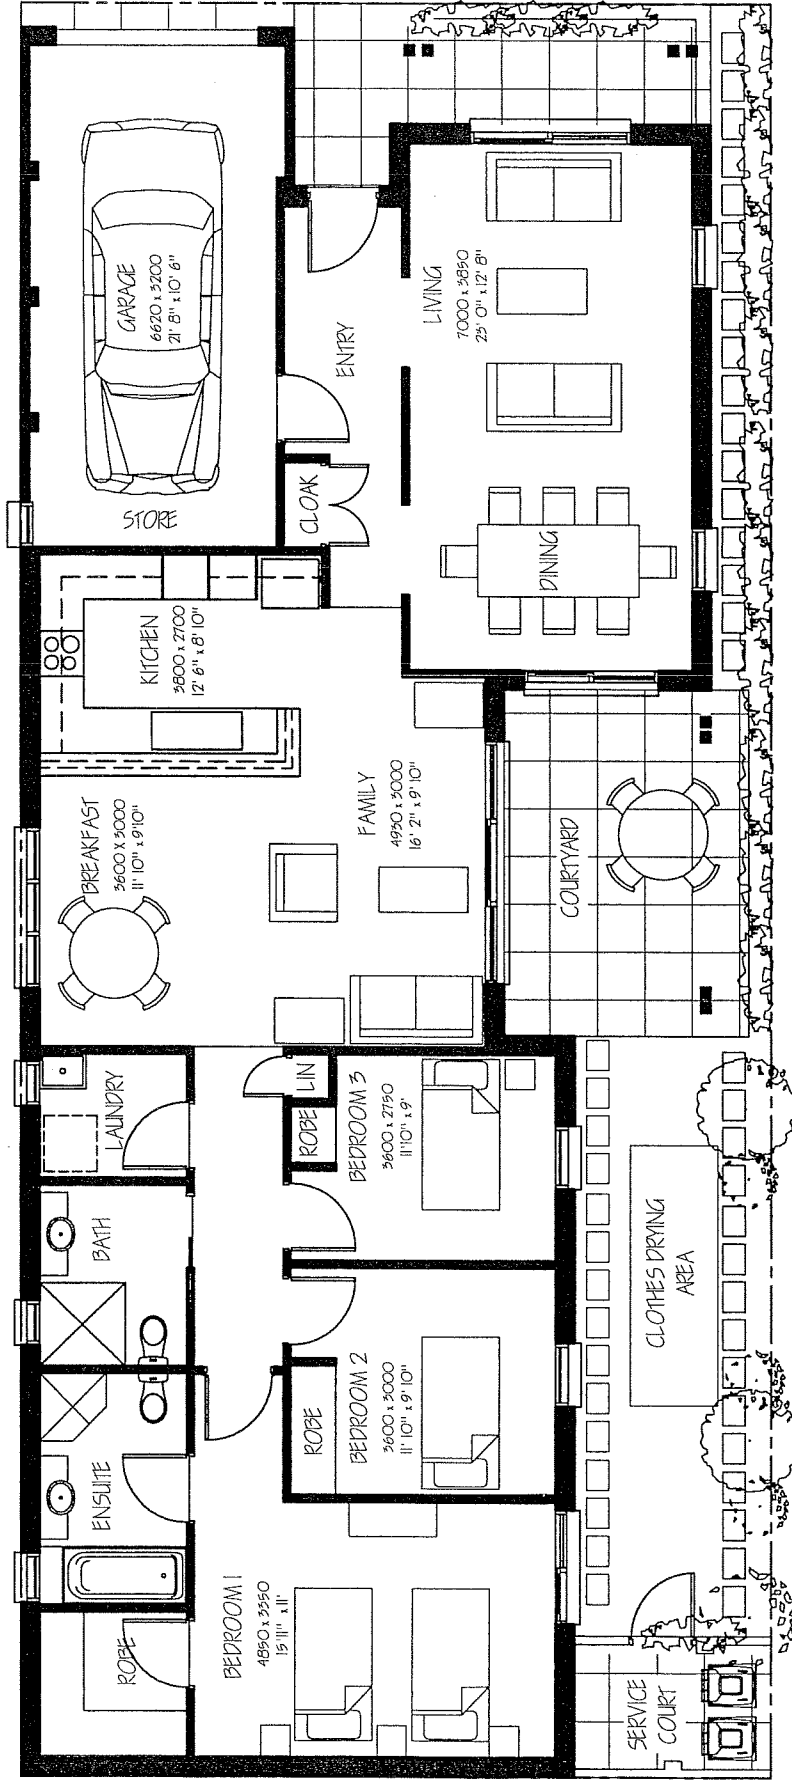 GARAGE
6620 x 3200
21' 8" x 10' 6"
STORE
ENTRY
CLOAK
LIVING
7000 x 3850
23' 0" x 12' 8"
DINING
KITCHEN
3800 x 2700
12' 6" x 8' 10"
BREAKFAST
3600 X 3000
11' 10" x 9'10"
FAMILY
4930 x 3000
16' 2" x 9' 10"
COURTYARD
LAUNDRY
LIN
ROBE
BEDROOM 3
3600 x 2750
11'10" x 9'
BATH
CLOTHES DRYING
AREA
ROBE
BEDROOM 2
3600 x 3000
11' 10" x 9' 10"
ENSUITE
ROBE
BEDROOM 1
4850 x 3350
15'11" x 11'
SERVICE
COURT